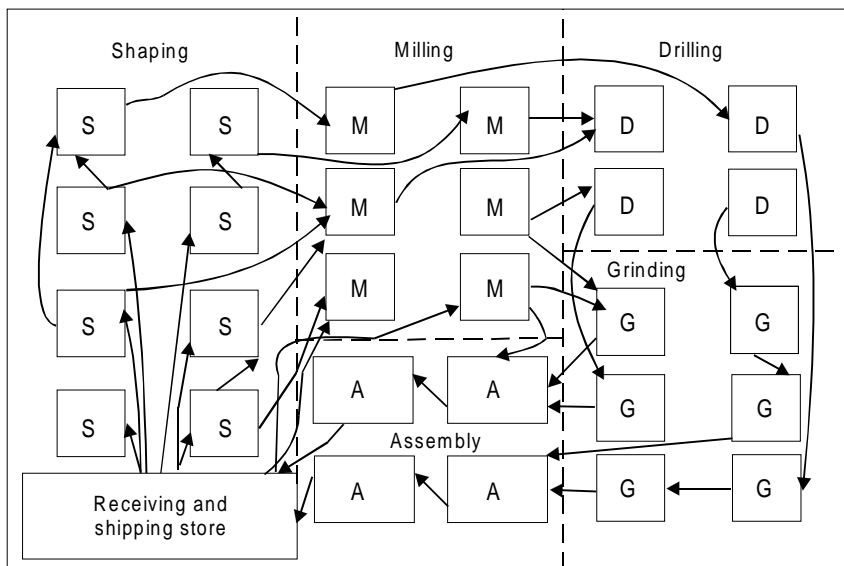 Shaping Milling Drilling
S S M M D D
S S M M D D
Grinding
S S M M G G
S S A A G G
Assembly
A A G G
Receiving and
shipping store